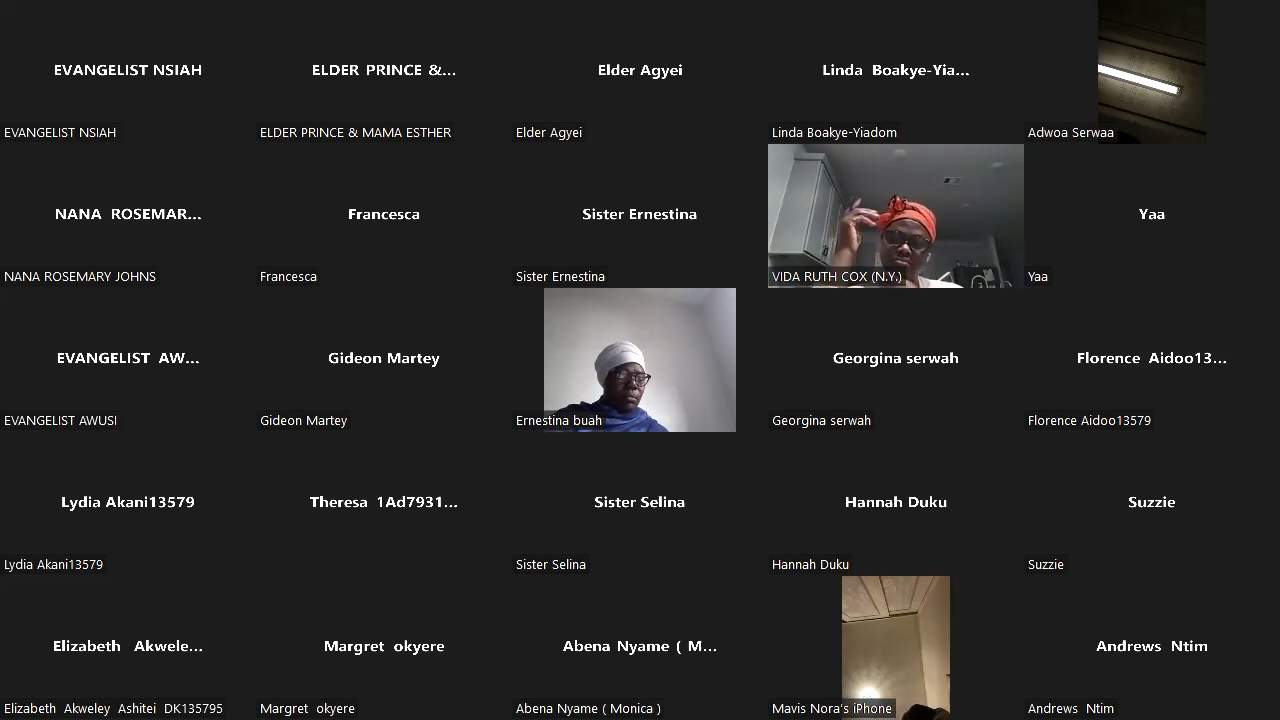 EVANGELIST NSIAH
ELDER PRINCE &...
Elder Agyei
Linda Boakye-Yia...
EVANGELIST NSIAH
ELDER PRINCE & MAMA ESTHER
Elder Agyei
Linda Boakye-Yiadom
Adwoa Serwaa
NANA ROSEMAR...
Francesca
Sister Ernestina
Yaa
NANA ROSEMARY JOHNS
Francesca
Sister Ernestina
VIDA RUTH COX (N.Y.)
Yaa
EVANGELIST AW...
Gideon Martey
Georgina serwah
Florence Aidoo13...
EVANGELIST AWUSI
Gideon Martey
Ernestina buah
Georgina serwah
Florence Aidoo13579
Lydia Akani13579
Theresa 1Ad7931...
Sister Selina
Hannah Duku
Suzzie
Lydia Akani13579
Sister Selina
Hannah Duku
Suzzie
Elizabeth Akwele...
Margret okyere
Abena Nyame ( M...
Andrews Ntim
Elizabeth Akweley Ashitei DK135795
Margret okyere
Abena Nyame ( Monica )
Mavis Nora's iPhone
Andrews Ntim